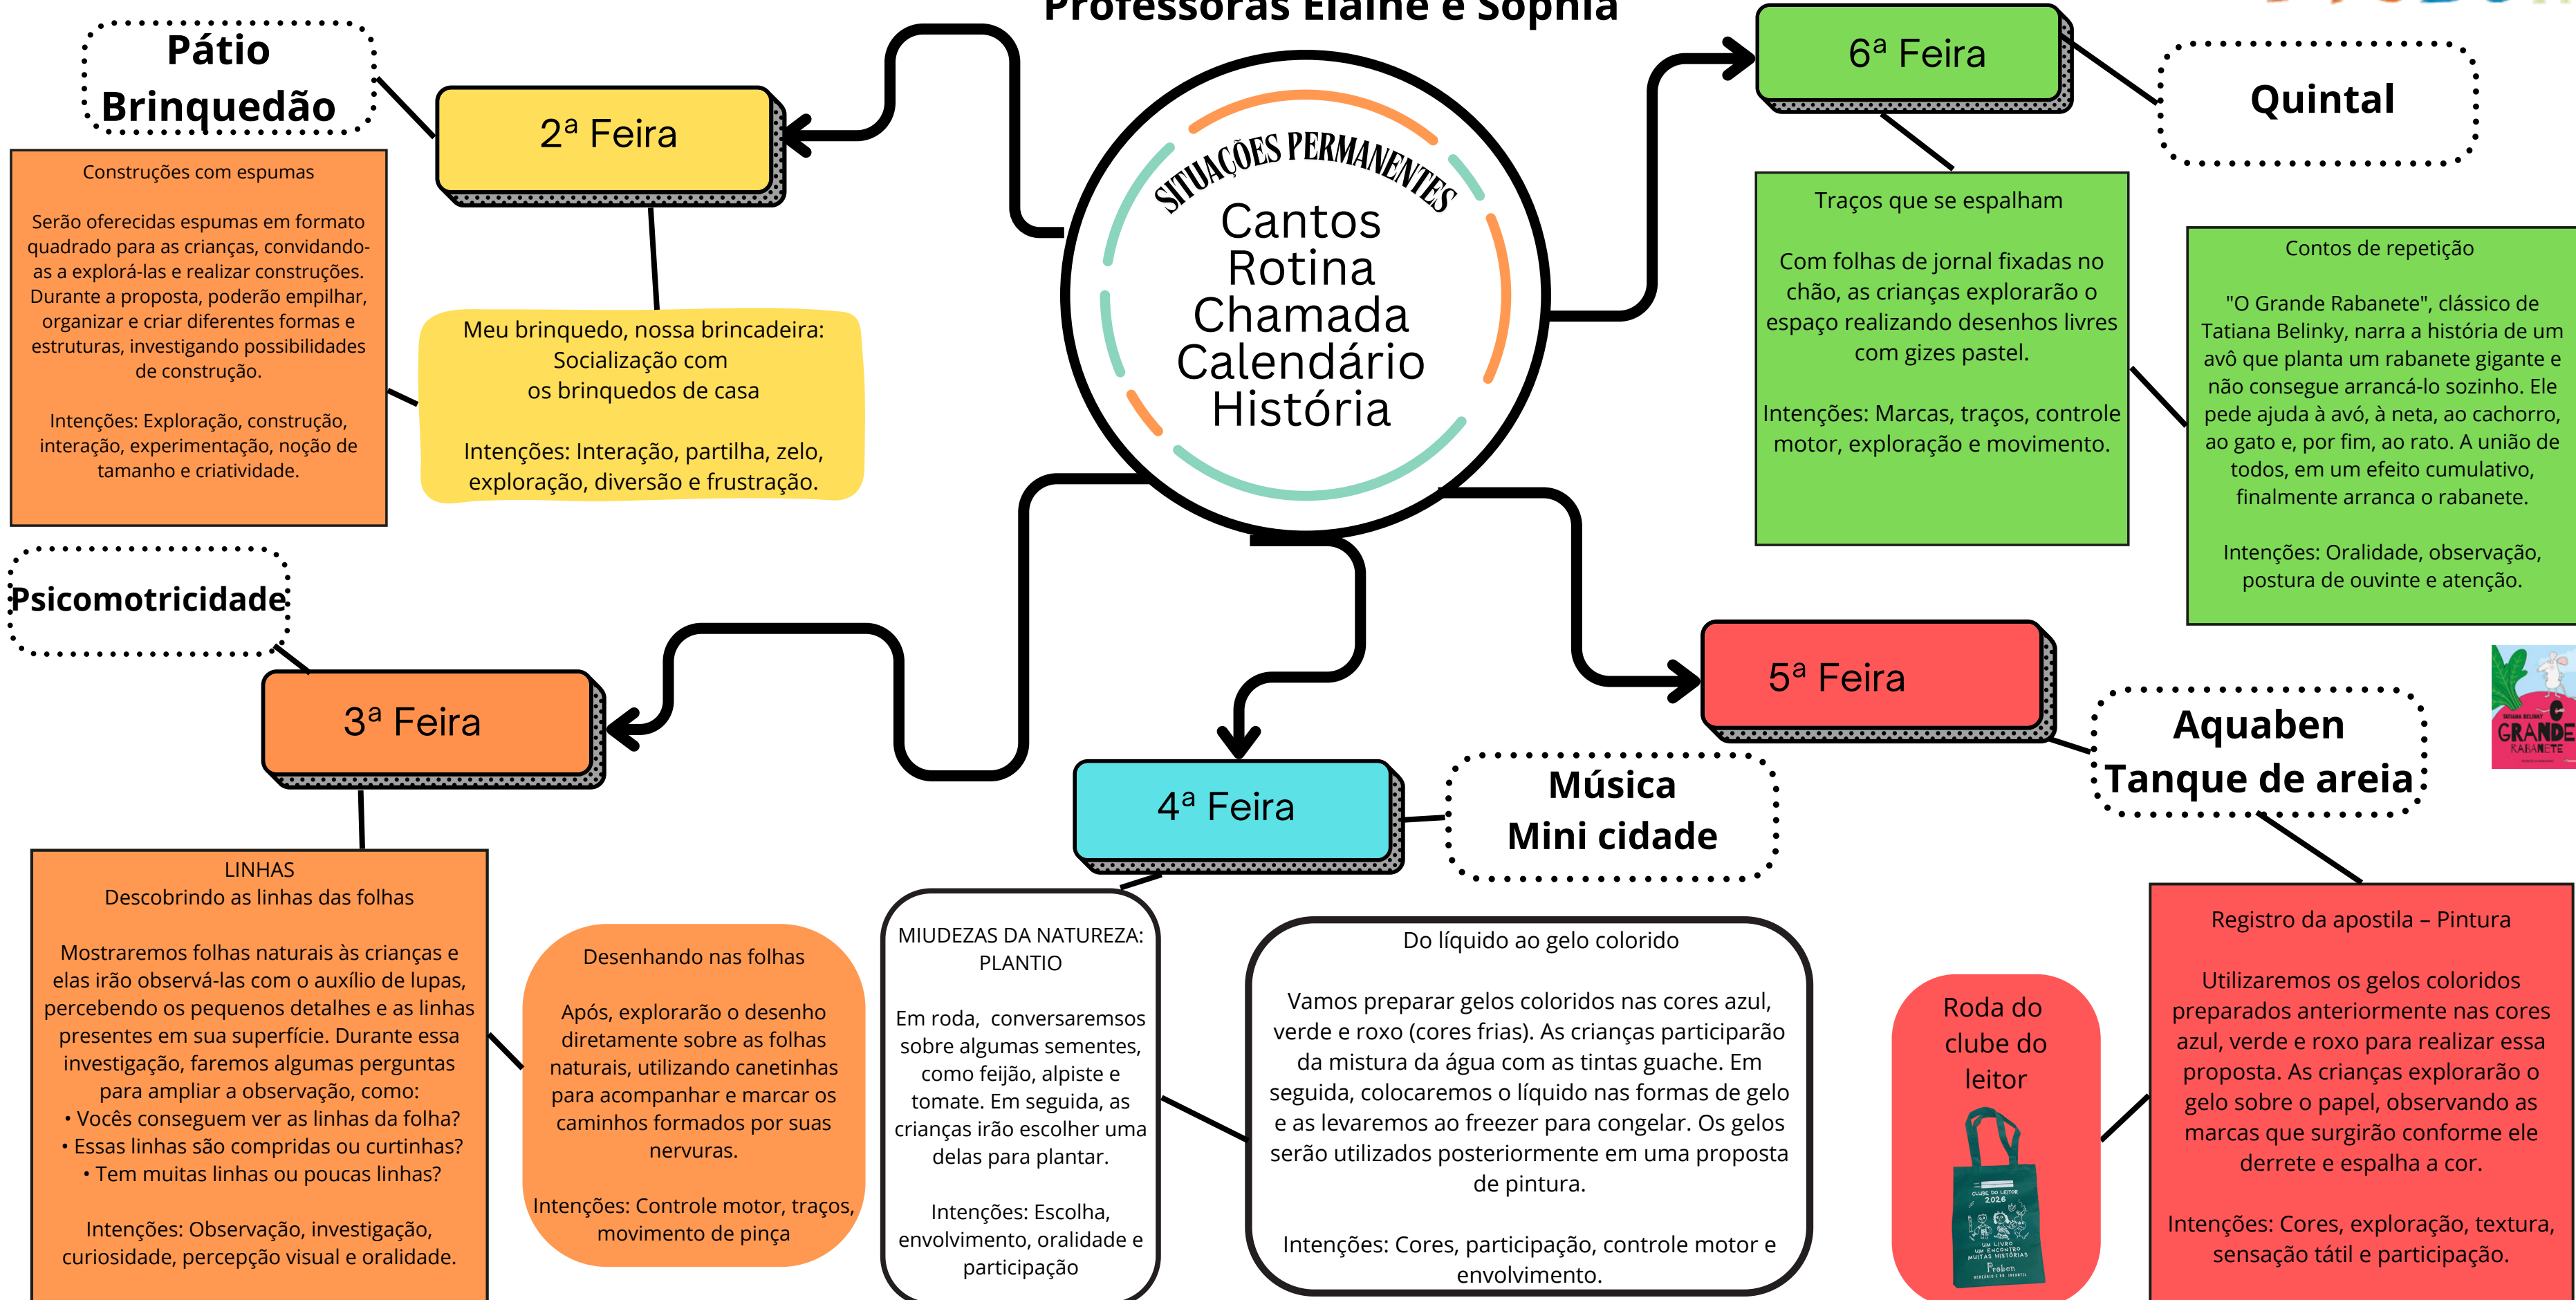 Professoras Elaine e Sophia
Pátio
Brinquedão
2ª Feira
Construções com espumas
Serão oferecidas espumas em formato
quadrado para as crianças, convidando-
as a explorá-las e realizar construções.
Durante a proposta, poderão empilhar,
organizar e criar diferentes formas e
estruturas, investigando possibilidades
de construção.
Intenções: Exploração, construção,
interação, experimentação, noção de
tamanho e criatividade.
Meu brinquedo, nossa brincadeira:
Socialização com
os brinquedos de casa
Intenções: Interação, partilha, zelo,
exploração, diversão e frustração.
SITUAÇÕES PERMANENTES
Cantos
Rotina
Chamada
Calendário
História
6ª Feira
Quintal
Traços que se espalham
Com folhas de jornal fixadas no
chão, as crianças explorarão o
espaço realizando desenhos livres
com gizes pastel.
Intenções: Marcas, traços, controle
motor, exploração e movimento.
Contos de repetição
"O Grande Rabanete", clássico de
Tatiana Belinky, narra a história de um
avô que planta um rabanete gigante e
não consegue arrancá-lo sozinho. Ele
pede ajuda à avó, à neta, ao cachorro,
ao gato e, por fim, ao rato. A união de
todos, em um efeito cumulativo,
finalmente arranca o rabanete.
Intenções: Oralidade, observação,
postura de ouvinte e atenção.
TATIANA BELINKY
GRANDE
RABANETE
Psicomotricidade
3ª Feira
LINHAS
Descobrindo as linhas das folhas
Mostraremos folhas naturais às crianças e
elas irão observá-las com o auxílio de lupas,
percebendo os pequenos detalhes e as linhas
presentes em sua superfície. Durante essa
investigação, faremos algumas perguntas
para ampliar a observação, como:
• Vocês conseguem ver as linhas da folha?
• Essas linhas são compridas ou curtinhas?
• Tem muitas linhas ou poucas linhas?
Intenções: Observação, investigação,
curiosidade, percepção visual e oralidade.
Desenhando nas folhas
Após, explorarão o desenho
diretamente sobre as folhas
naturais, utilizando canetinhas
para acompanhar e marcar os
caminhos formados por suas
nervuras.
Intenções: Controle motor, traços,
movimento de pinça
4ª Feira
Música
Mini cidade
MIUDEZAS DA NATUREZA:
PLANTIO
Em roda, conversaremsos
sobre algumas sementes,
como feijão, alpiste e
tomate. Em seguida, as
crianças irão escolher uma
delas para plantar.
Intenções: Escolha,
envolvimento, oralidade e
participação
Do líquido ao gelo colorido
Vamos preparar gelos coloridos nas cores azul,
verde e roxo (cores frias). As crianças participarão
da mistura da água com as tintas guache. Em
seguida, colocaremos o líquido nas formas de gelo
e as levaremos ao freezer para congelar. Os gelos
serão utilizados posteriormente em uma proposta
de pintura.
Intenções: Cores, participação, controle motor e
envolvimento.
5ª Feira
Aquaben
Tanque de areia
Registro da apostila – Pintura
Utilizaremos os gelos coloridos
preparados anteriormente nas cores
azul, verde e roxo para realizar essa
proposta. As crianças explorarão o
gelo sobre o papel, observando as
marcas que surgirão conforme ele
derrete e espalha a cor.
Intenções: Cores, exploração, textura,
sensação tátil e participação.
Roda do
clube do
leitor
CLUBE DO LEITOR
2026
UM LIVRO
UM ENCONTRO
MUITAS HISTÓRIAS
Proben
BERÇÁRIO E ED. INFANTIL